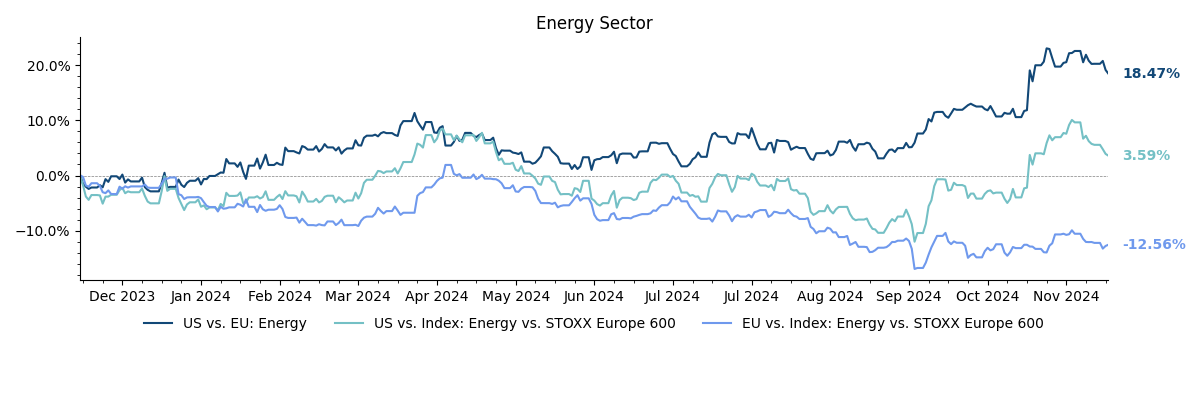 Energy Sector
20.0%
10.0%
0.0%
−10.0%
18.47%
3.59%
-12.56%
Dec 2023 Jan 2024 Feb 2024 Mar 2024 Apr 2024 May 2024 Jun 2024 Jul 2024 Jul 2024 Aug 2024 Sep 2024 Oct 2024 Nov 2024
US vs. EU: Energy US vs. Index: Energy vs. STOXX Europe 600 EU vs. Index: Energy vs. STOXX Europe 600